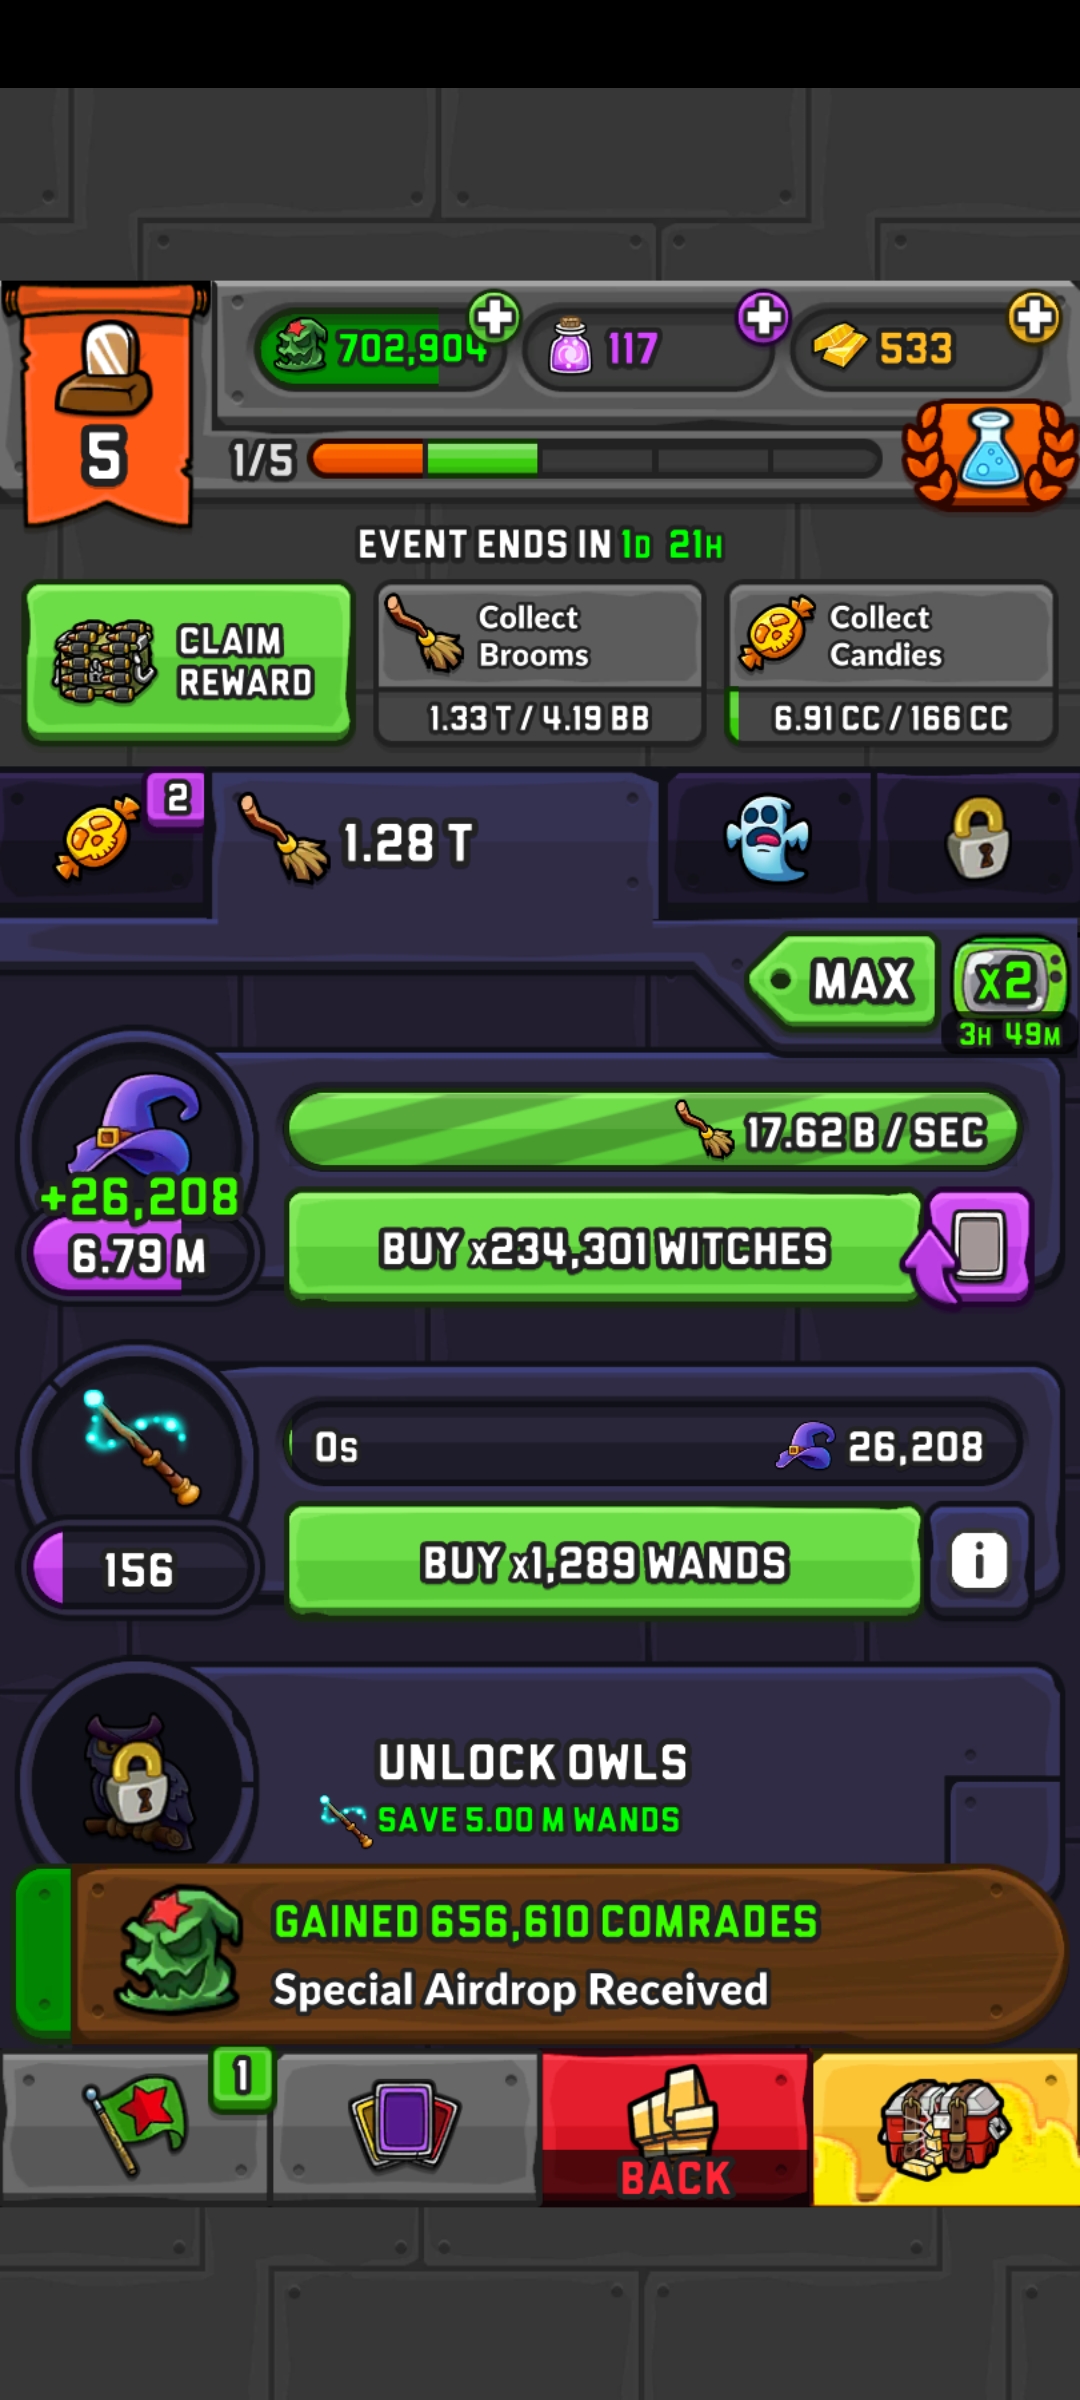 702,904
117
533
5
1/5
EVENT ENDS IN 1D 21H
CLAIM
REWARD
Collect
Brooms
1.33 T / 4.19 BB
Collect
Candies
6.91 CC / 166 CC
2
1.28 T
MAX
x2
3H 49M
17.62 B / SEC
+26,208
6.79 M
BUY x234,301 WITCHES
0s
26,208
156
BUY x1,289 WANDS
i
UNLOCK OWLS
SAVE 5.00 M WANDS
GAINED 656,610 COMRADES
Special Airdrop Received
1
BACK